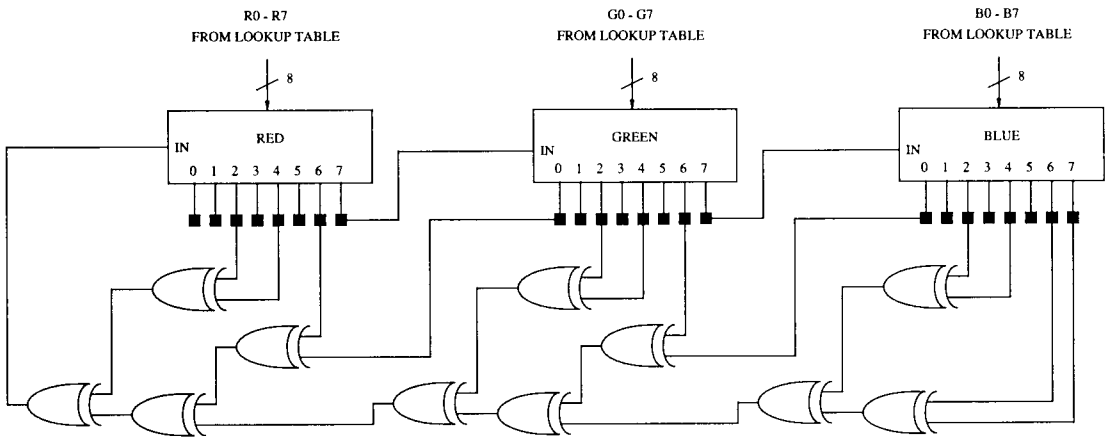 R0 - R7
FROM LOOKUP TABLE
8
G0 - G7
FROM LOOKUP TABLE
8
B0 - B7
FROM LOOKUP TABLE
8
RED
IN
0 1 2 3 4 5 6 7
GREEN
IN
0 1 2 3 4 5 6 7
BLUE
IN
0 1 2 3 4 5 6 7